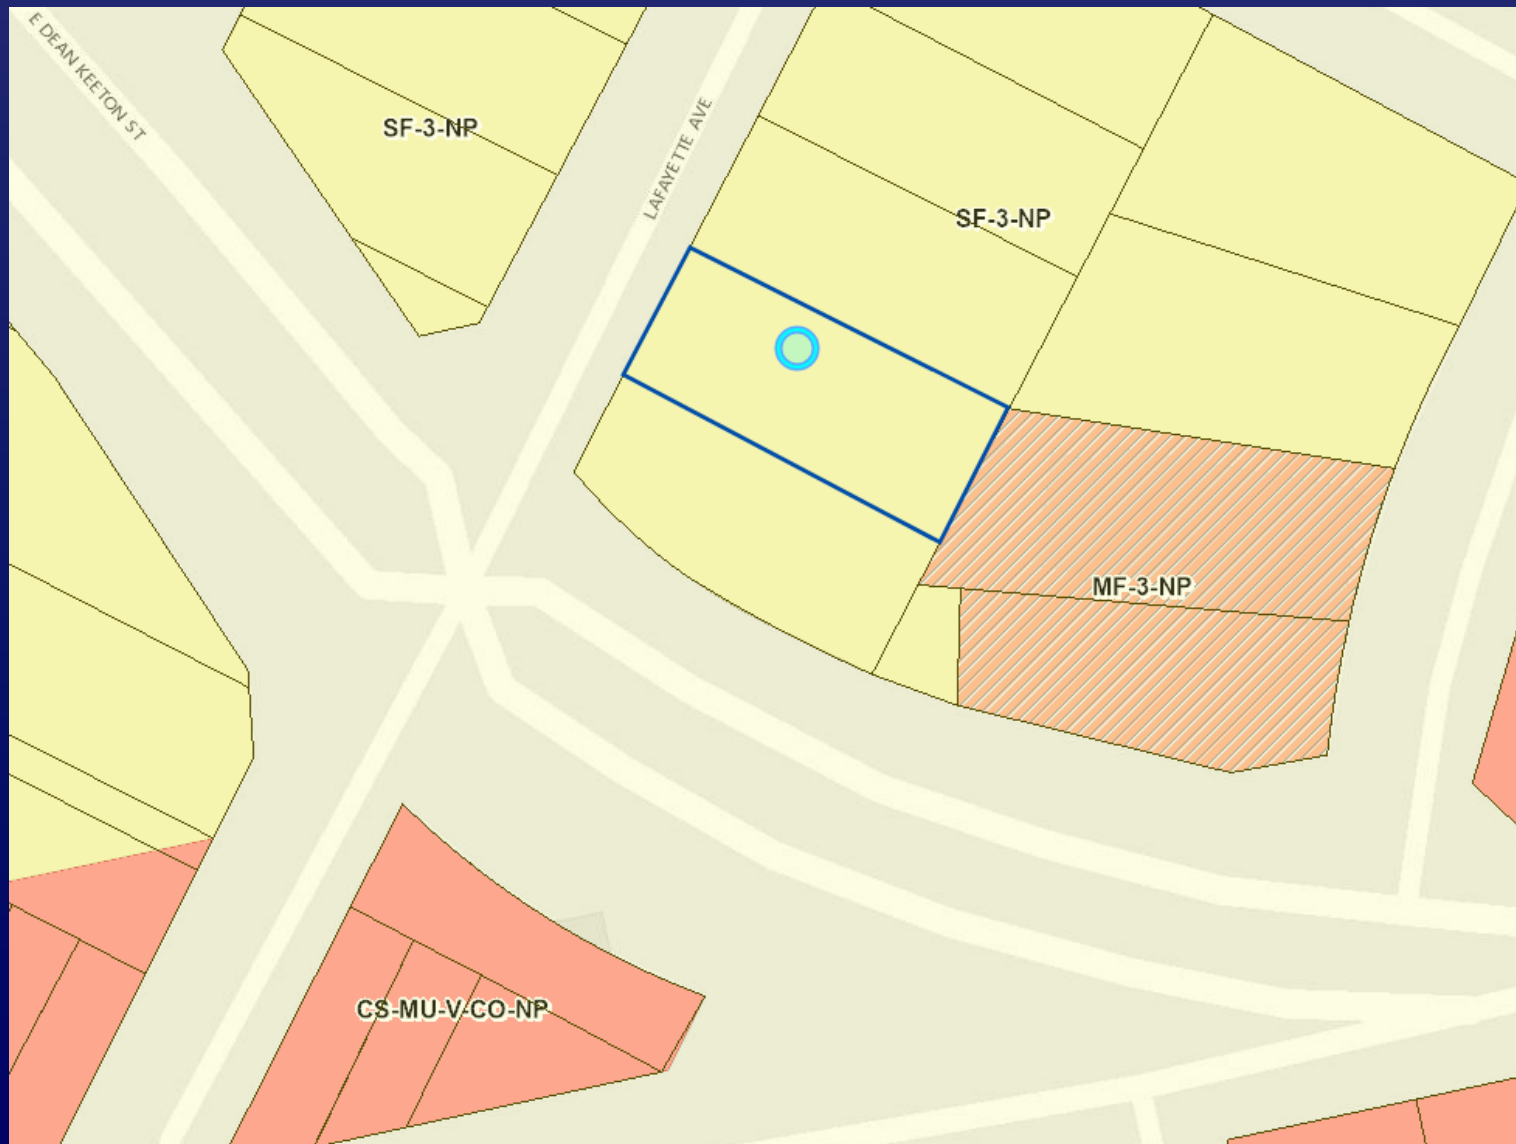 E DEAN KEETON ST
SF-3-NP
LAFAYETTE AVE
SF-3-NP
MF-3-NP
CS-MU-V-CO-NP